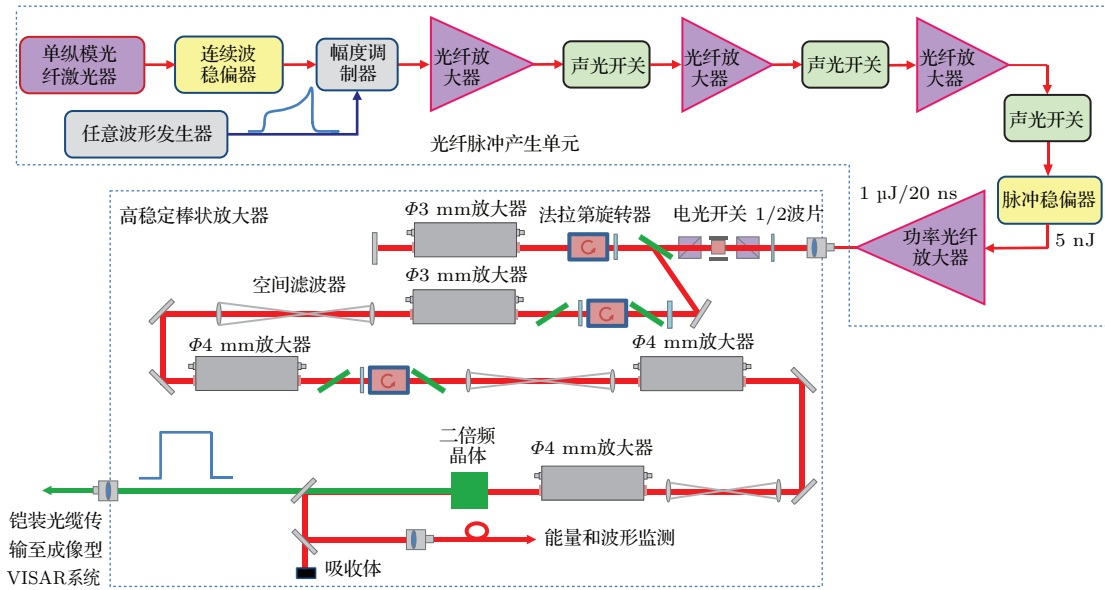 单纵模光
纤激光器
连续波
稳偏器
幅度调
制器
光纤放
大器
声光开关
光纤放
大器
声光开关
光纤放
大器
任意波形发生器
光纤脉冲产生单元
声光开关
脉冲稳偏器
1 μJ/20 ns
5 nJ
功率光纤
放大器
高稳定棒状放大器
Φ3 mm放大器
法拉第旋转器
电光开关
1/2波片
空间滤波器
Φ3 mm放大器
Φ4 mm放大器
Φ4 mm放大器
二倍频
晶体
Φ4 mm放大器
铠装光缆传
输至成像型
VISAR系统
能量和波形监测
吸收体